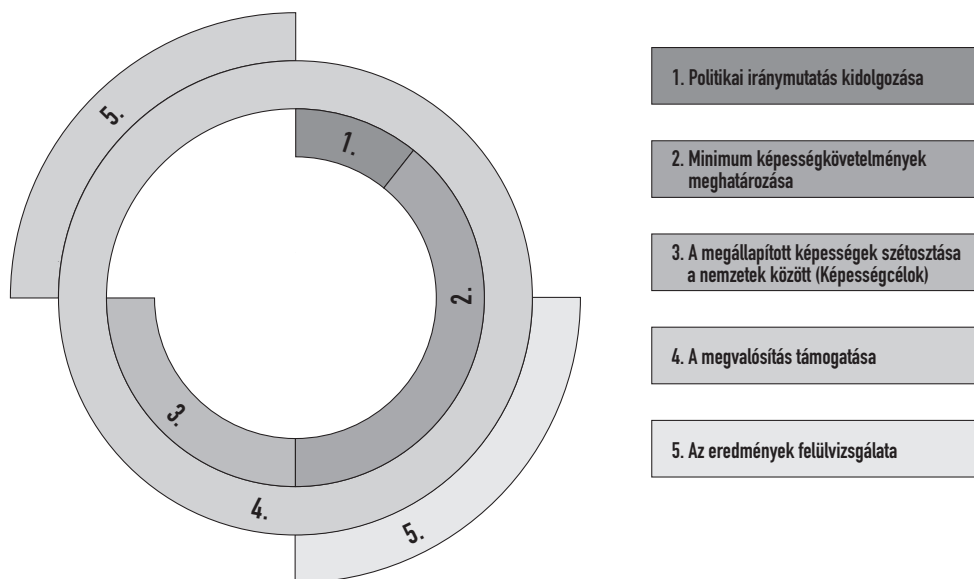 5.
1.
2.
3.
4.
5.
1. Politikai iránymutatás kidolgozása
2. Minimum képességkövetelmények
meghatározása
3. A megállapított képességek szétosztása
a nemzetek között (Képességcélok)
4. A megvalósítás támogatása
5. Az eredmények felülvizsgálata